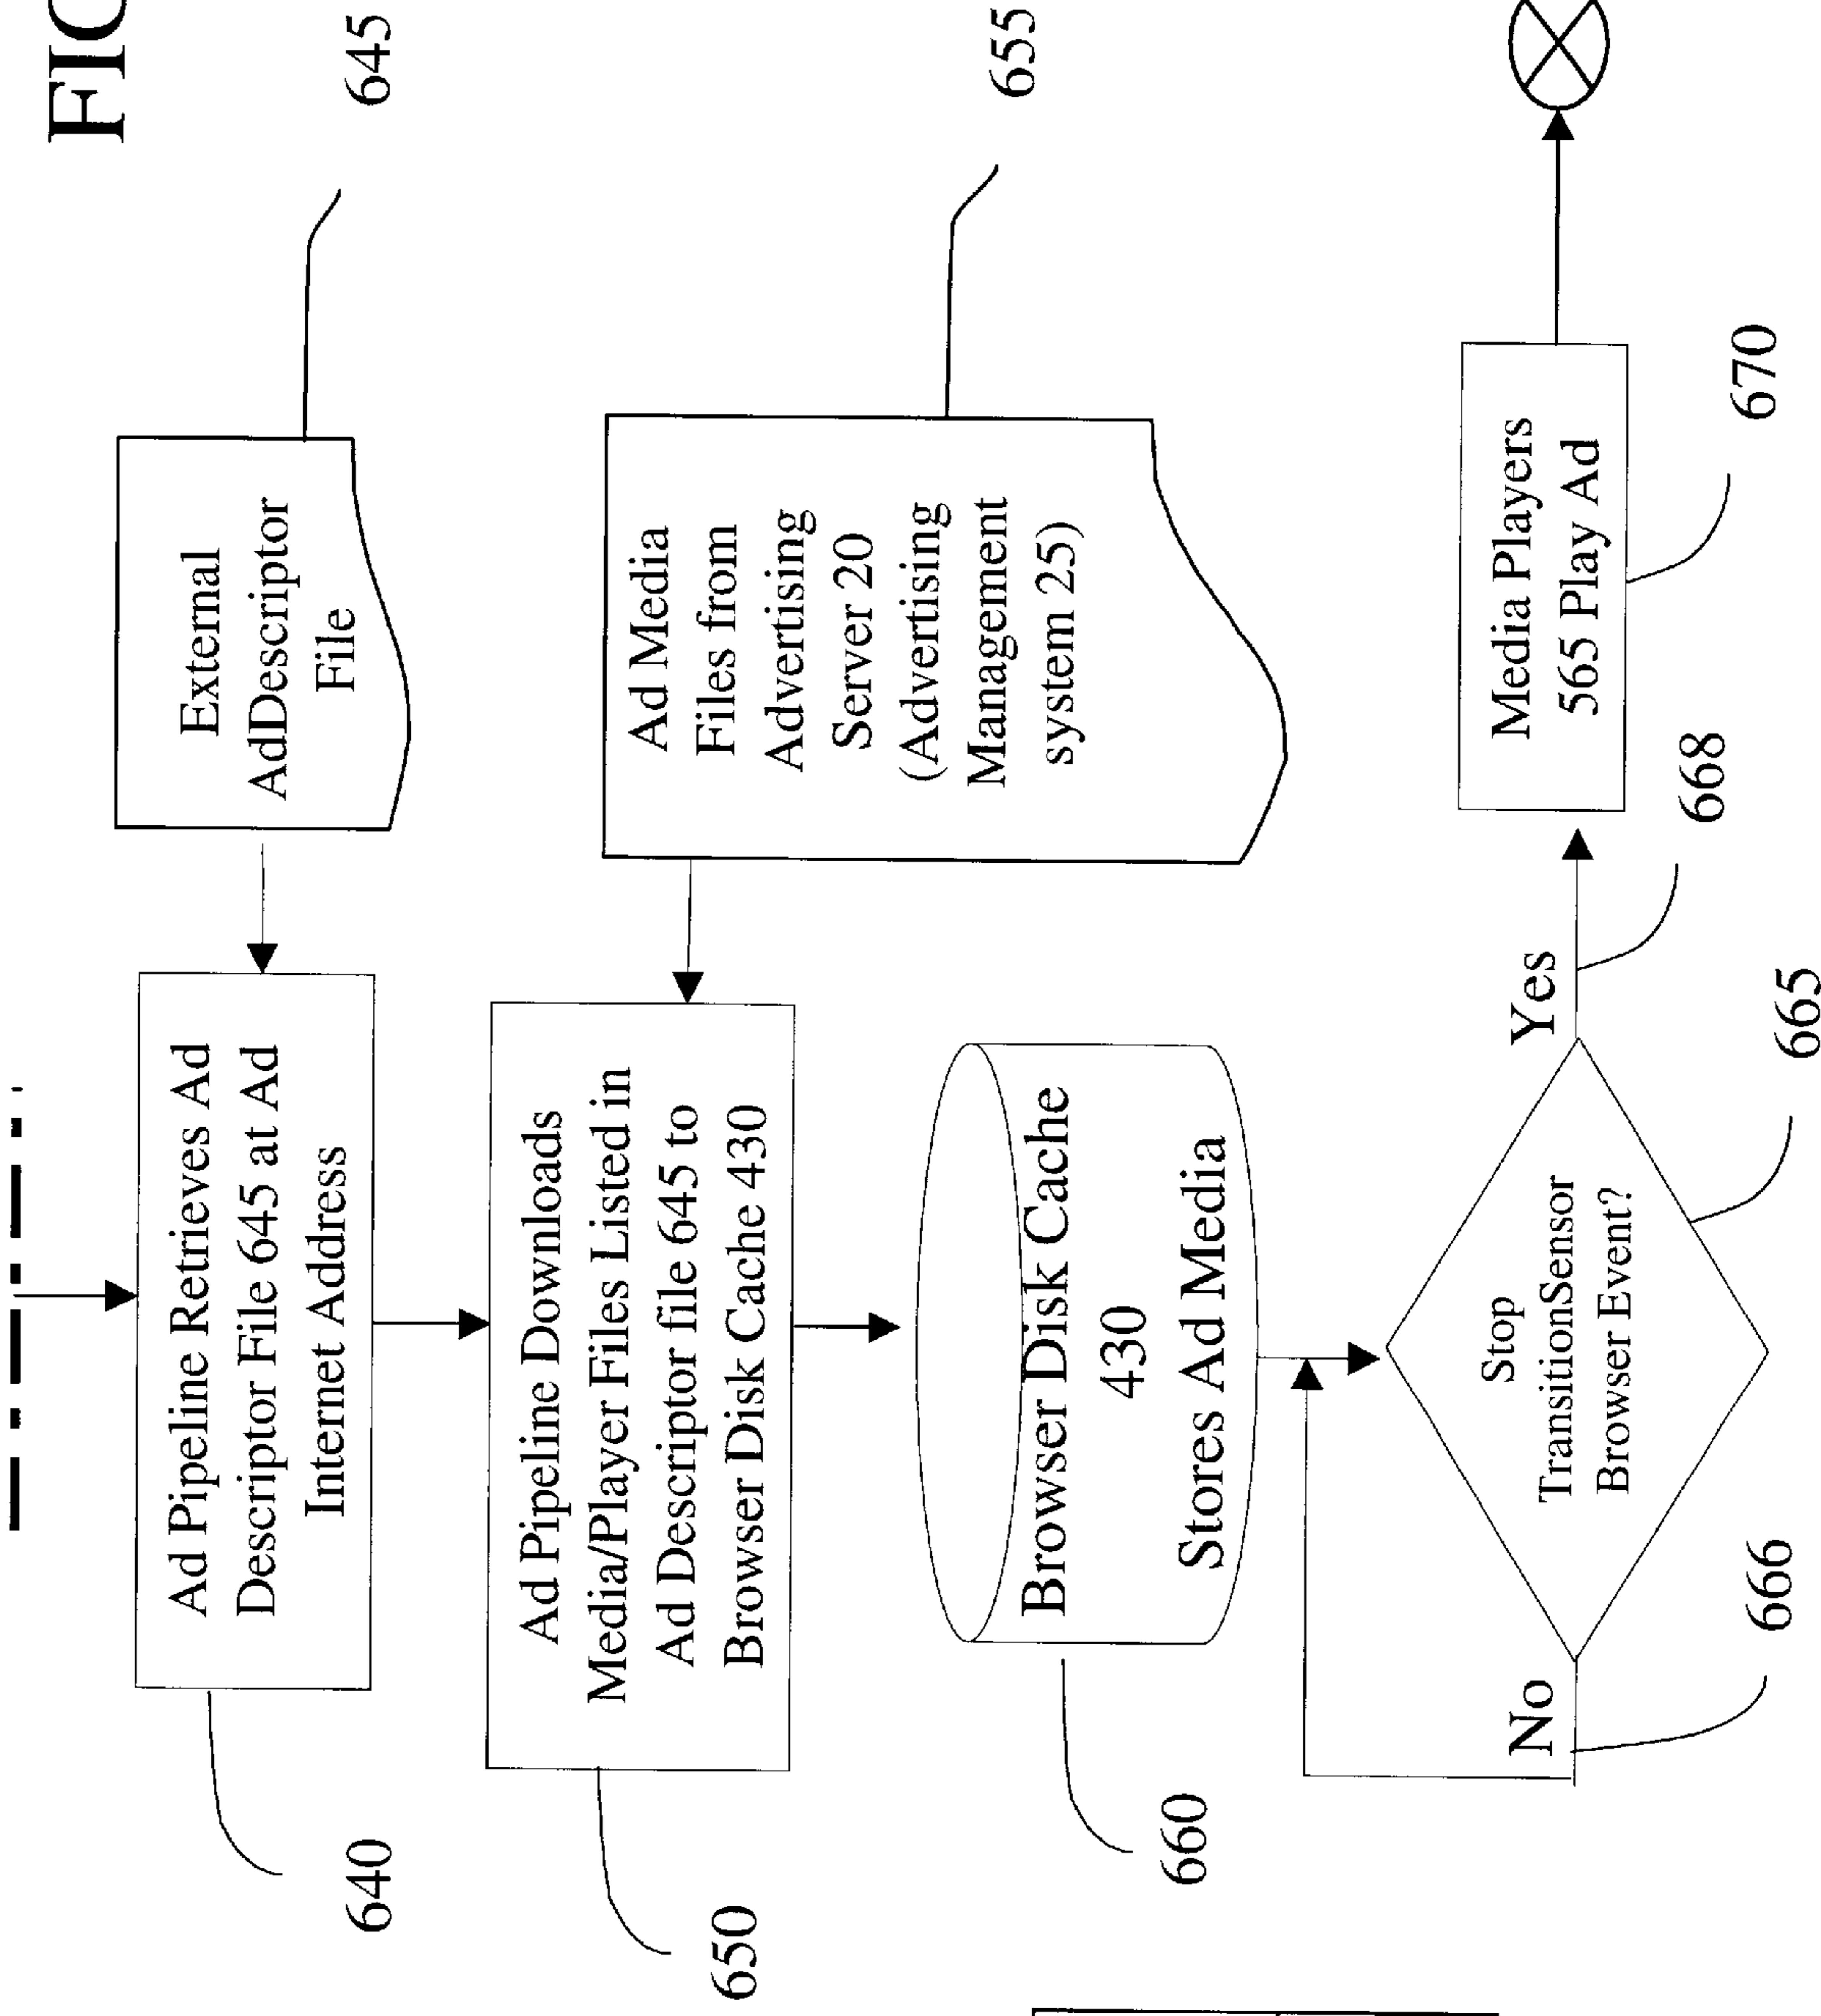 FIG
Ad Pipeline Retrieves Ad
Descriptor File 645 at Ad
Internet Address
640
External
AdDescriptor
File
645
Ad Pipeline Downloads
Media/Player Files Listed in
Ad Descriptor file 645 to
Browser Disk Cache 430
650
Ad Media
Files from
Advertising
Server 20
(Advertising
Management
system 25)
655
Browser Disk Cache
430
Stores Ad Media
660
Stop
TransitionSensor
Browser Event?
665
No
666
Yes
668
Media Players
565 Play Ad
670